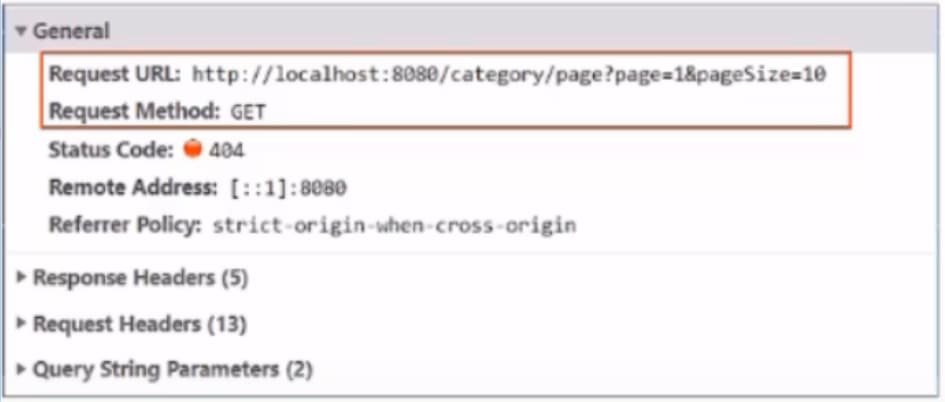 General
Request URL: http://localhost:8080/category/page?page=1&pageSize=10
Request Method: GET
Status Code: 404
Remote Address: [::1]:8080
Referrer Policy: strict-origin-when-cross-origin
Response Headers (5)
Request Headers (13)
Query String Parameters (2)